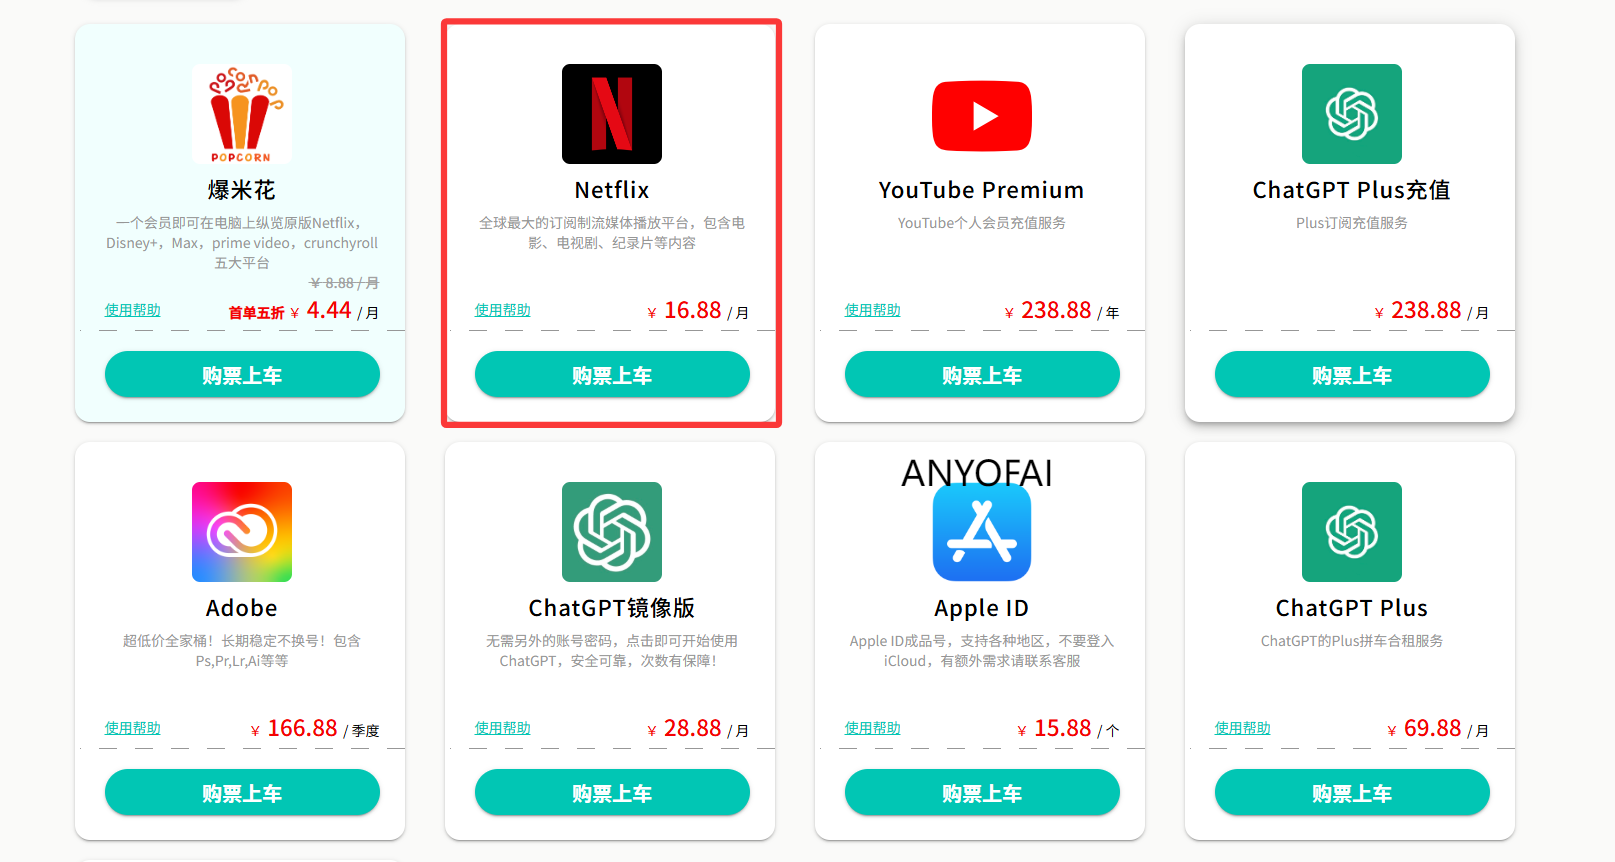 POPCORN
爆米花
一个会员即可在电脑上纵览原版Netflix，
Disney+，Max，prime video，crunchyroll
五大平台
￥8.88 / 月
使用帮助
首单五折 ￥ 4.44 / 月
购票上车
Netflix
全球最大的订阅制流媒体播放平台，包含电
影、电视剧、纪录片等内容
使用帮助
￥ 16.88 / 月
购票上车
YouTube Premium
YouTube个人会员充值服务
使用帮助
￥ 238.88 / 年
购票上车
ChatGPT Plus充值
Plus订阅充值服务
￥ 238.88 / 月
购票上车
Adobe
超低价全家桶！长期稳定不换号！包含
Ps,Pr,Lr,Ai等等
使用帮助
￥ 166.88 / 季度
购票上车
ChatGPT镜像版
无需另外的账号密码，点击即可开始使用
ChatGPT，安全可靠，次数有保障！
使用帮助
￥ 28.88 / 月
购票上车
ANYOFAI
Apple ID
Apple ID成品号，支持各种地区，不要登入
iCloud，有额外需求请联系客服
使用帮助
￥ 15.88 / 个
购票上车
ChatGPT Plus
ChatGPT的Plus拼车合租服务
使用帮助
￥ 69.88 / 月
购票上车